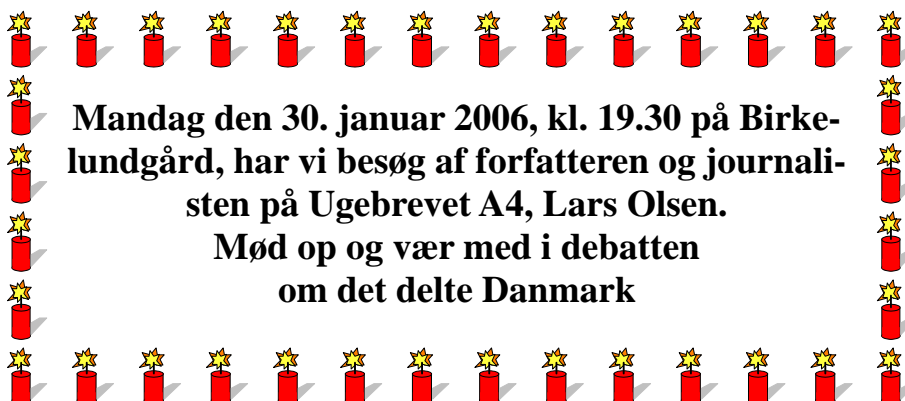 Mandag den 30. januar 2006, kl. 19.30 på Birke-
lundgård, har vi besøg af forfatteren og journali-
sten på Ugebrevet A4, Lars Olsen.
Mød op og vær med i debatten
om det delte Danmark